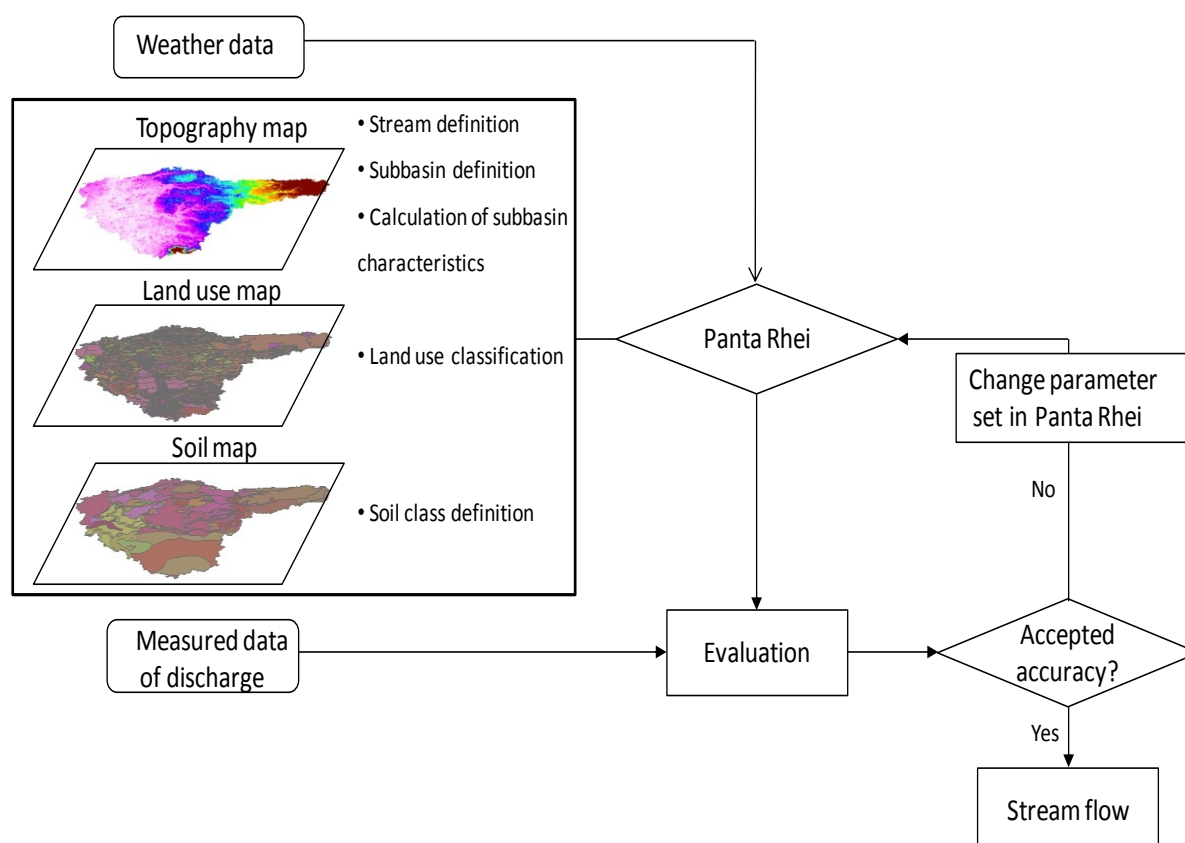 Weather data
Topography map
• Stream definition
• Subbasin definition
• Calculation of subbasin
characteristics
Land use map
• Land use classification
Soil map
• Soil class definition
Panta Rhei
Change parameter
set in Panta Rhei
No
Measured data
of discharge
Evaluation
Accepted
accuracy?
Yes
Stream flow